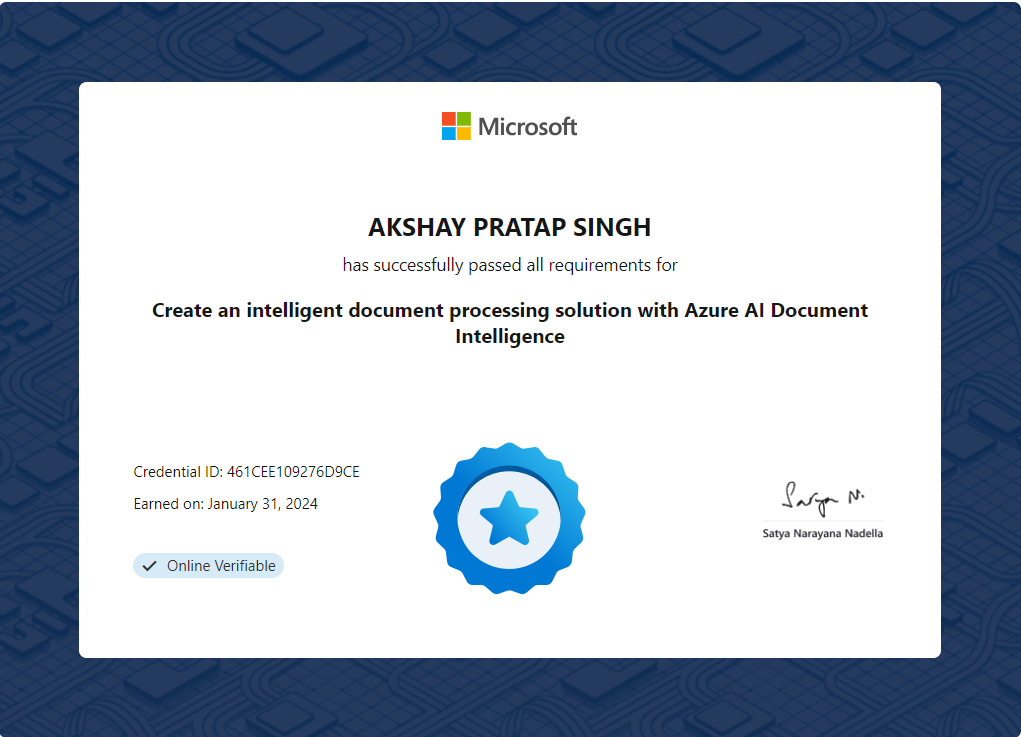 Microsoft
AKSHAY PRATAP SINGH
has successfully passed all requirements for
Create an intelligent document processing solution with Azure AI Document
Intelligence
Credential ID: 461CEE109276D9CE
Earned on: January 31, 2024
Online Verifiable
Satya N.
Satya Narayana Nadella